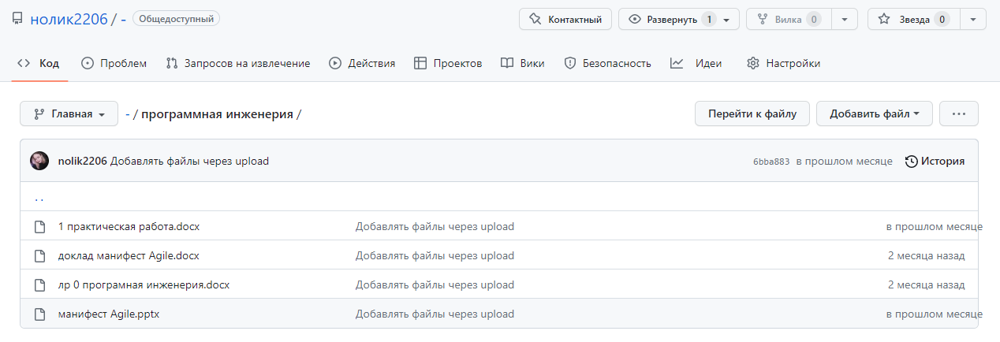 нолик2206 / - Общедоступный Контактный Развернуть 1 Вилка 0 Звезда 0
Код Проблем Запросов на извлечение Действия Проектов Вики Безопасность Идеи Настройки
Главная - / программная инженерия / Перейти к файлу Добавить файл ...
nolik2206 Добавлять файлы через upload 6bba883 в прошлом месяце История
..
1 практическая работа.docx Добавлять файлы через upload в прошлом месяце
доклад манифест Agile.docx Добавлять файлы через upload 2 месяца назад
лр 0 програмная инженерия.docx Добавлять файлы через upload 2 месяца назад
манифест Agile.pptx Добавлять файлы через upload в прошлом месяце